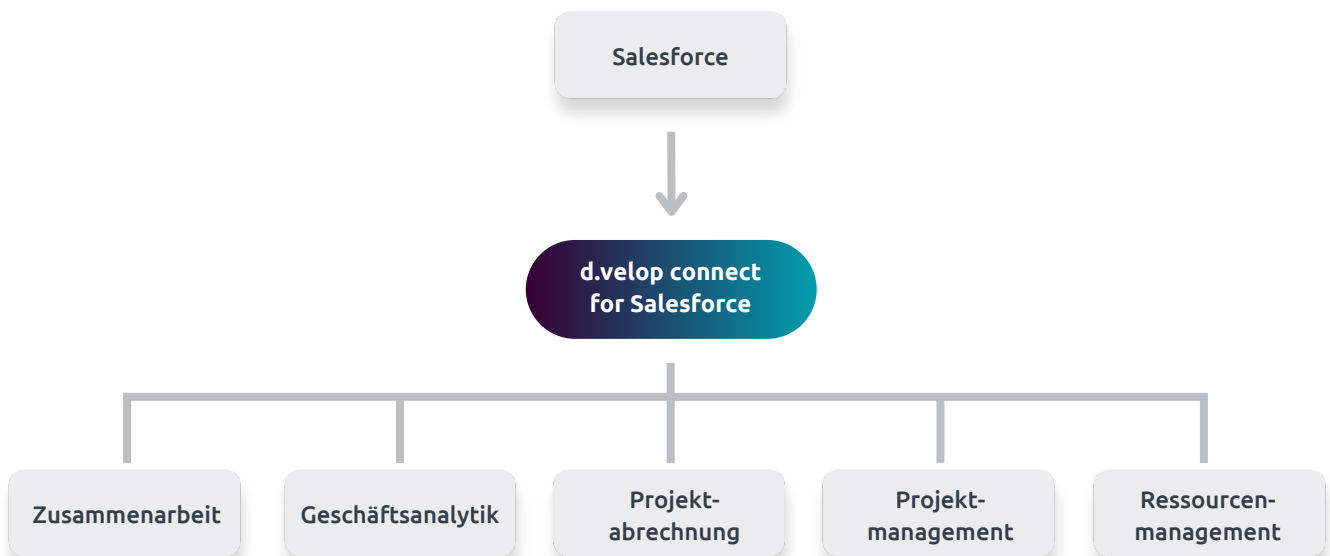 Salesforce
d.velop connect
for Salesforce
Zusammenarbeit
Geschäftsanalytik
Projekt-
abrechnung
Projekt-
management
Ressourcen-
management